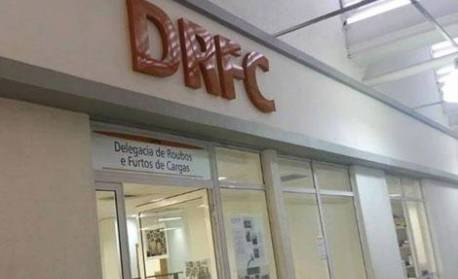 DRFC
Delegacia de Roubos
e Furtos de Cargas